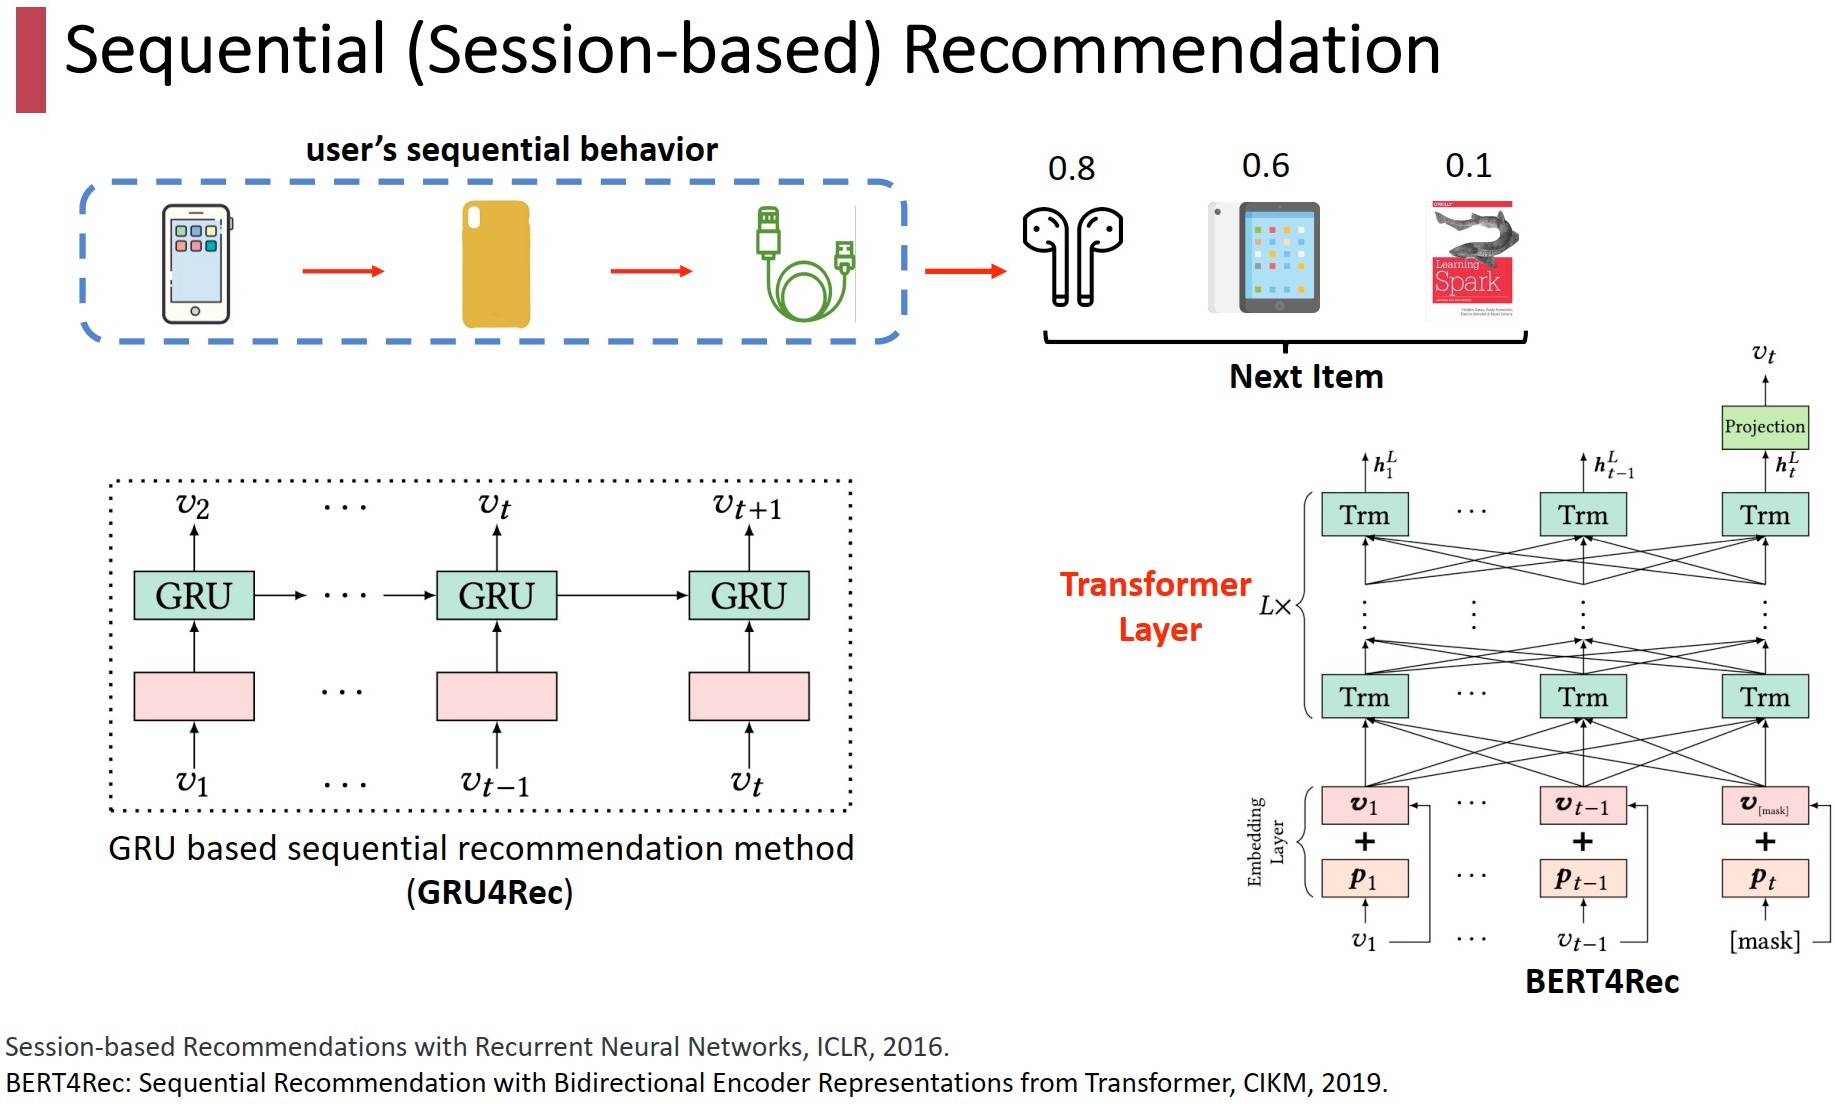 Sequential (Session-based) Recommendation
user's sequential behavior
0.8
0.6
0.1
O'REILLY
Learning
Spark
Next Item
v_t
Projection
h_1^L
h_{t-1}^L
h_t^L
Trm ... Trm Trm
Transformer
Layer
L×
Trm ... Trm Trm
Embedding
Layer
v_1 ... v_{t-1} v_[mask]
+ + +
p_1 ... p_{t-1} p_t
v_1 ... v_{t-1} [mask]
BERT4Rec
v_2 ... v_t v_{t+1}
GRU ... GRU GRU
...
v_1 ... v_{t-1} v_t
GRU based sequential recommendation method
(GRU4Rec)
Session-based Recommendations with Recurrent Neural Networks, ICLR, 2016.
BERT4Rec: Sequential Recommendation with Bidirectional Encoder Representations from Transformer, CIKM, 2019.